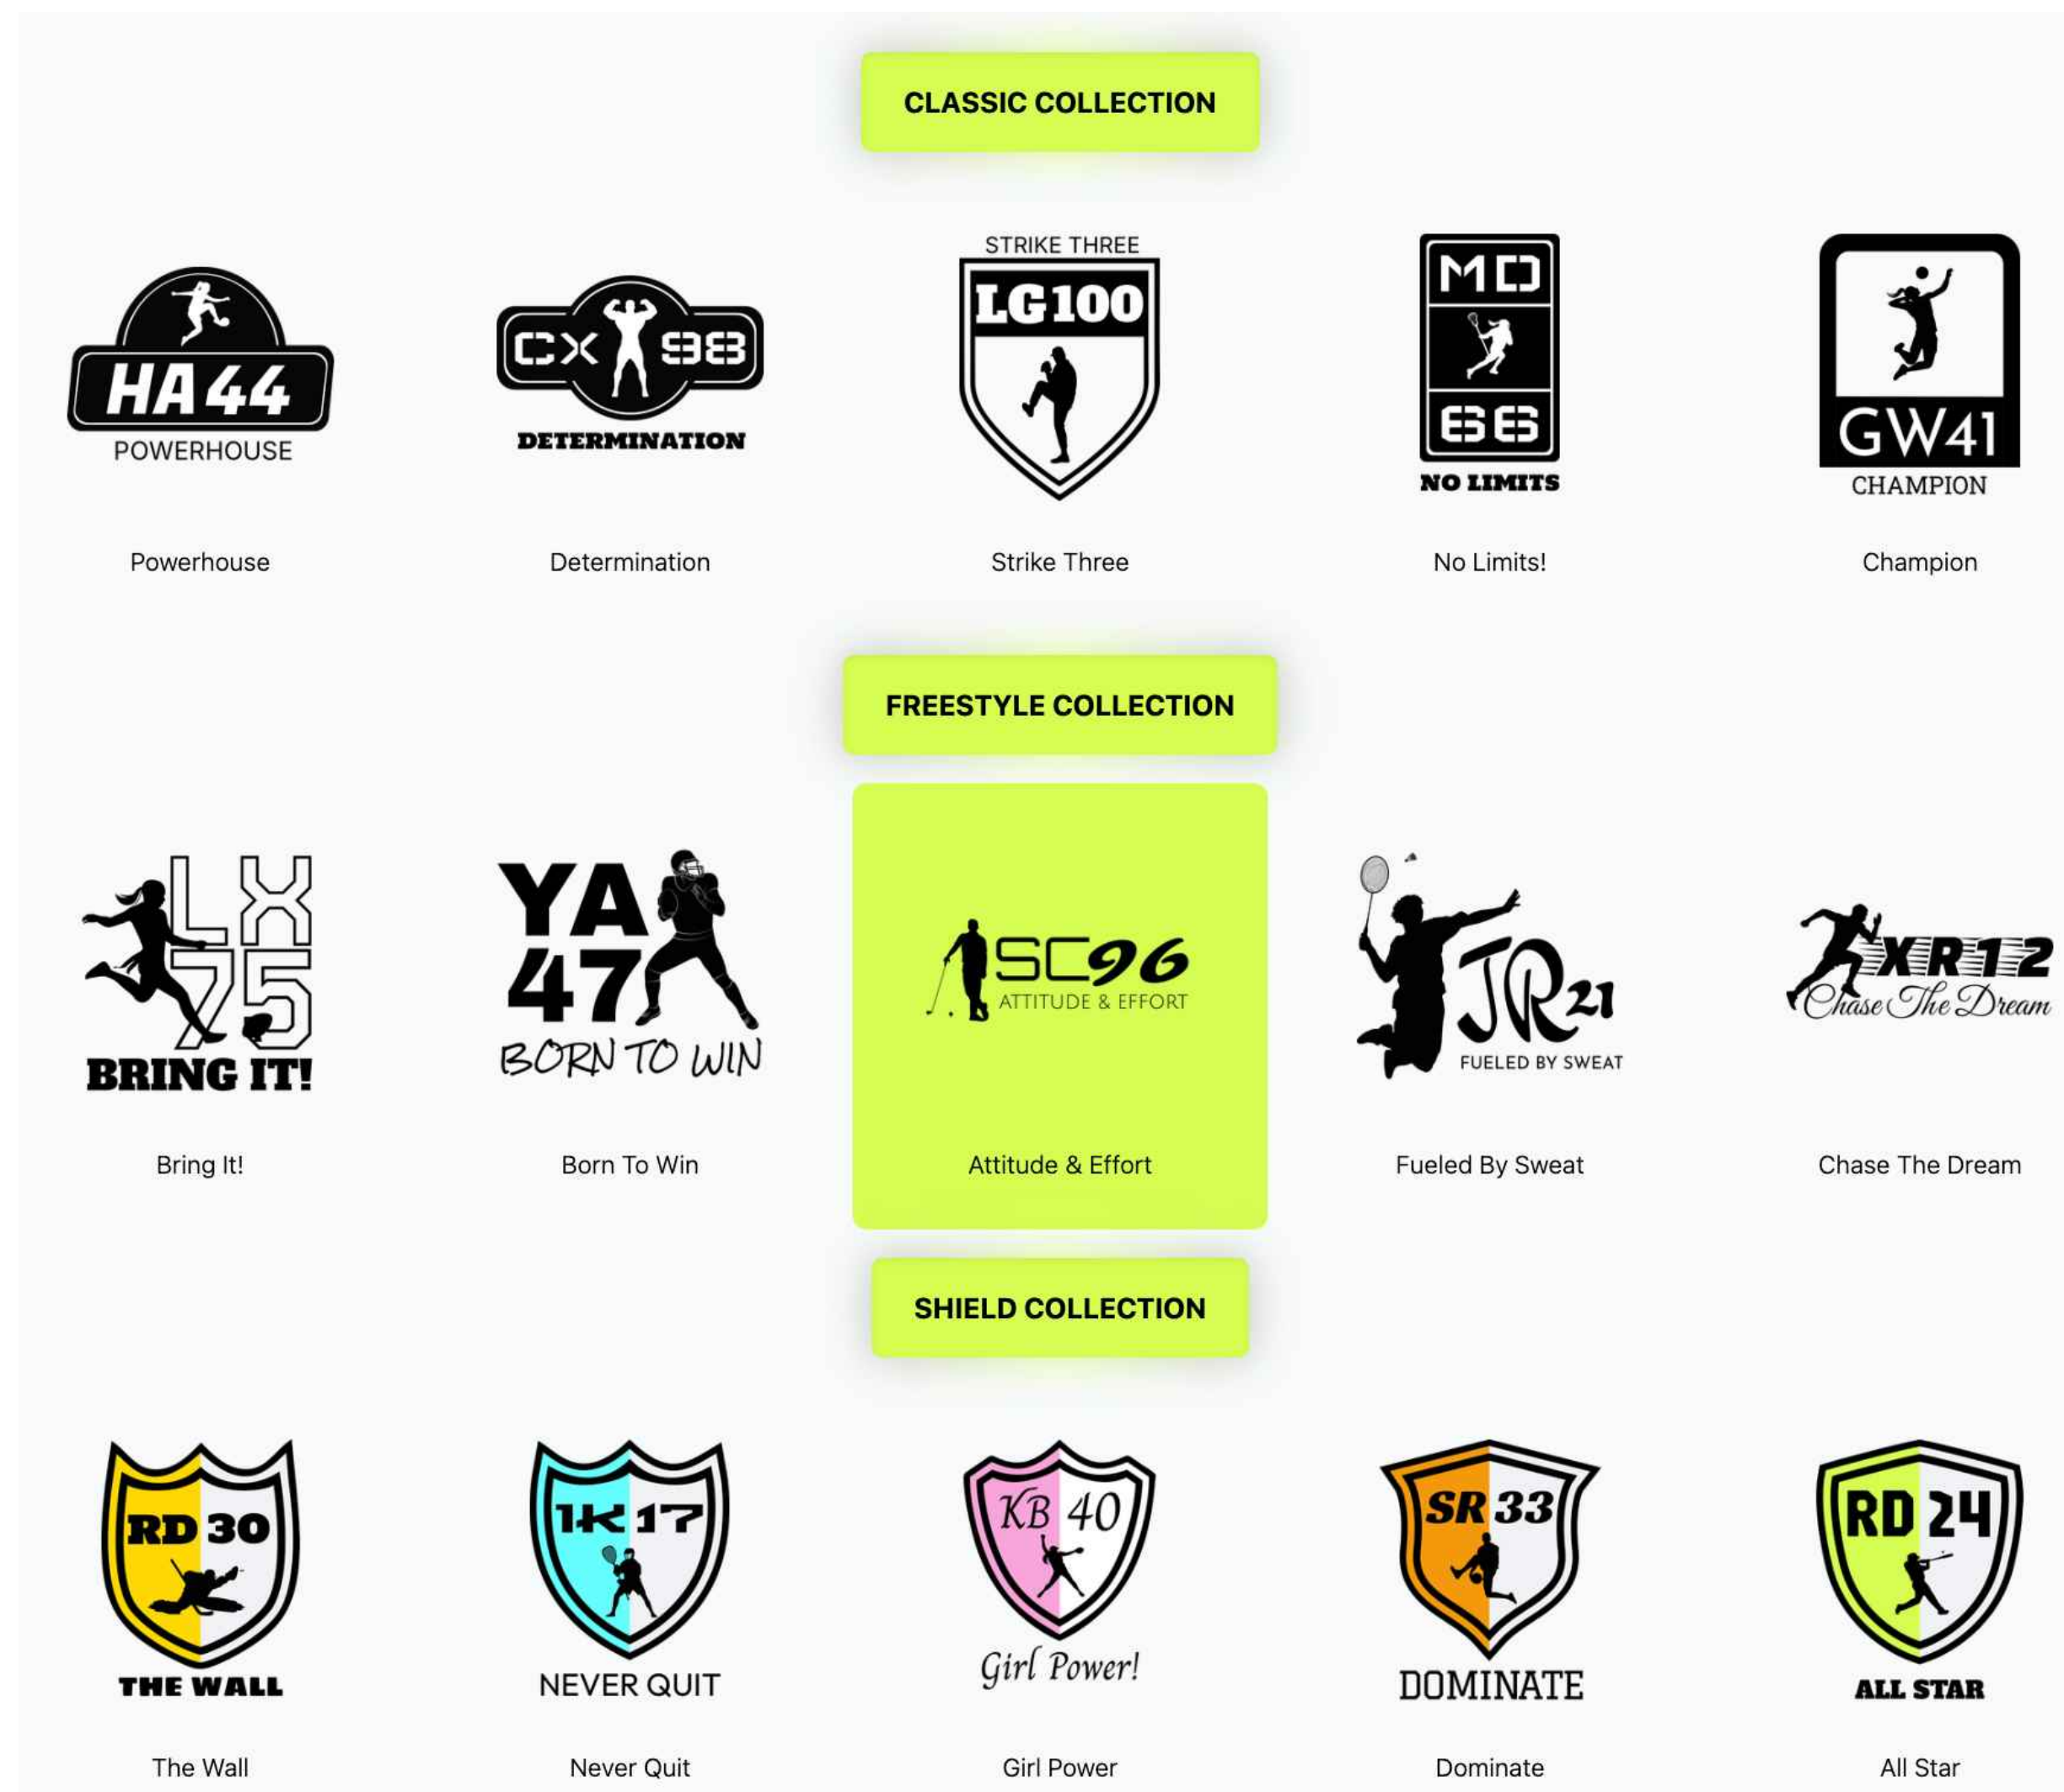 CLASSIC COLLECTION
HA 44
POWERHOUSE
Powerhouse
CX 98
DETERMINATION
Determination
STRIKE THREE
LG100
Strike Three
MD
66
NO LIMITS
No Limits!
GW41
CHAMPION
Champion
FREESTYLE COLLECTION
LX
75
BRING IT!
Bring It!
YA
47
BORN TO WIN
Born To Win
SC96
ATTITUDE & EFFORT
Attitude & Effort
JR21
FUELED BY SWEAT
Fueled By Sweat
XR12
Chase The Dream
Chase The Dream
SHIELD COLLECTION
RD 30
THE WALL
The Wall
1K 17
NEVER QUIT
Never Quit
KB 40
Girl Power!
Girl Power
SR 33
DOMINATE
Dominate
RD 24
ALL STAR
All Star